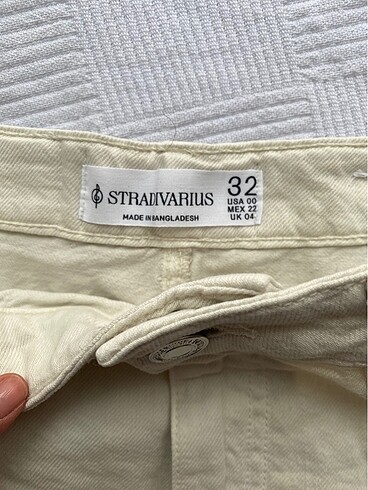 STRADIVARIUS
MADE IN BANGLADESH
32
USA 00
MEX 22
UK 04